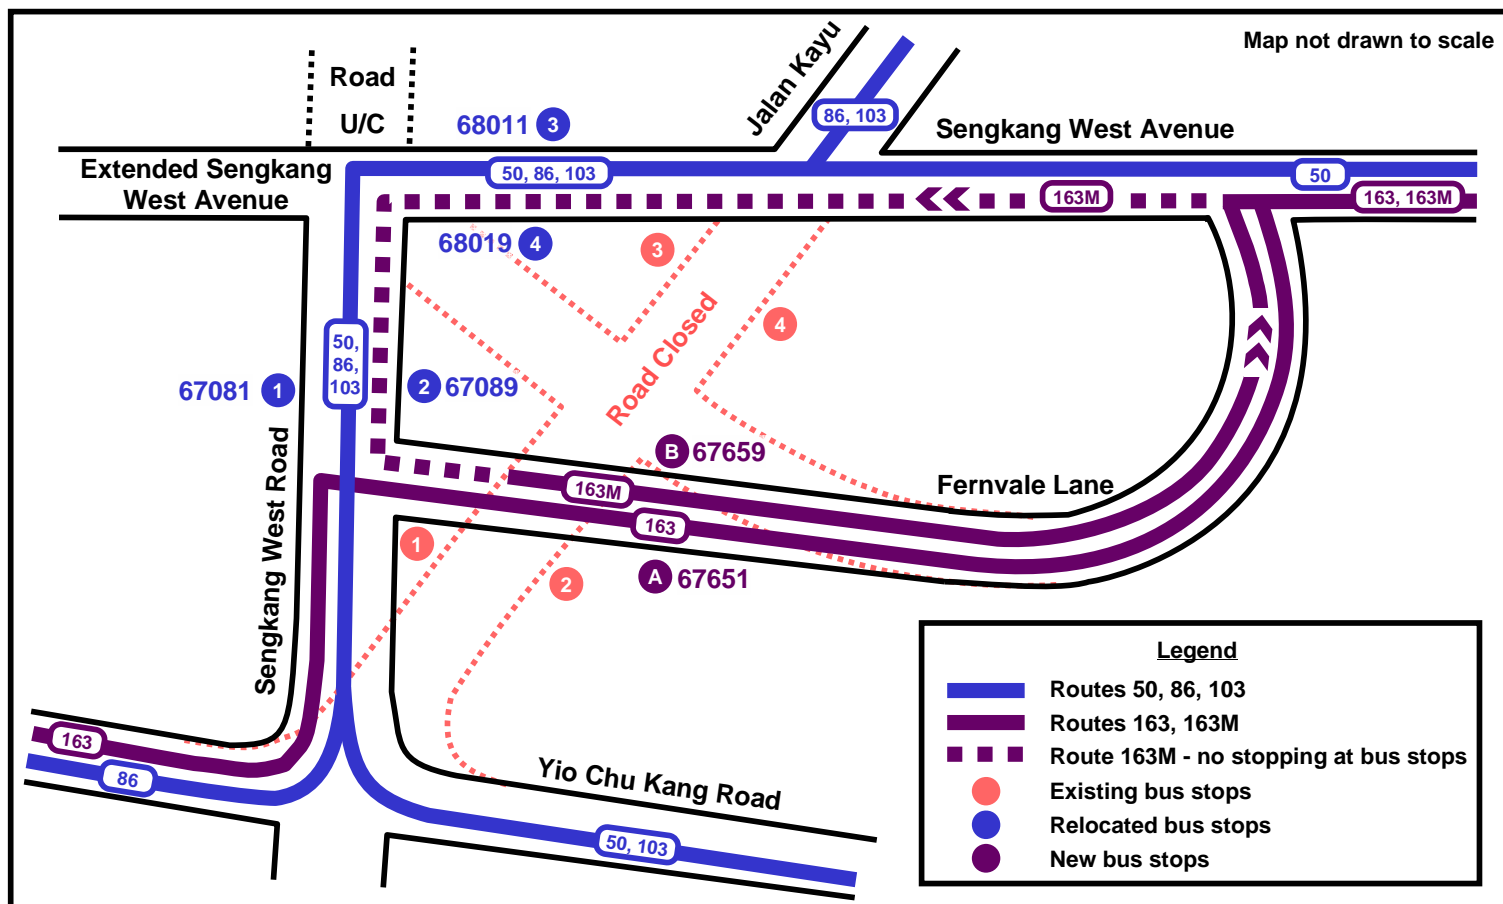 Map not drawn to scale
Road
U/C
68011 3
Jalan Kayu
86, 103
Sengkang West Avenue
Extended Sengkang
West Avenue
50, 86, 103
50
163M
163, 163M
68019 4
3
4
Road Closed
50,
86,
103
67081 1
2 67089
Sengkang West Road
B 67659
163M
Fernvale Lane
163
1
2
A 67651
163
86
Yio Chu Kang Road
50, 103
Legend
Routes 50, 86, 103
Routes 163, 163M
Route 163M - no stopping at bus stops
Existing bus stops
Relocated bus stops
New bus stops